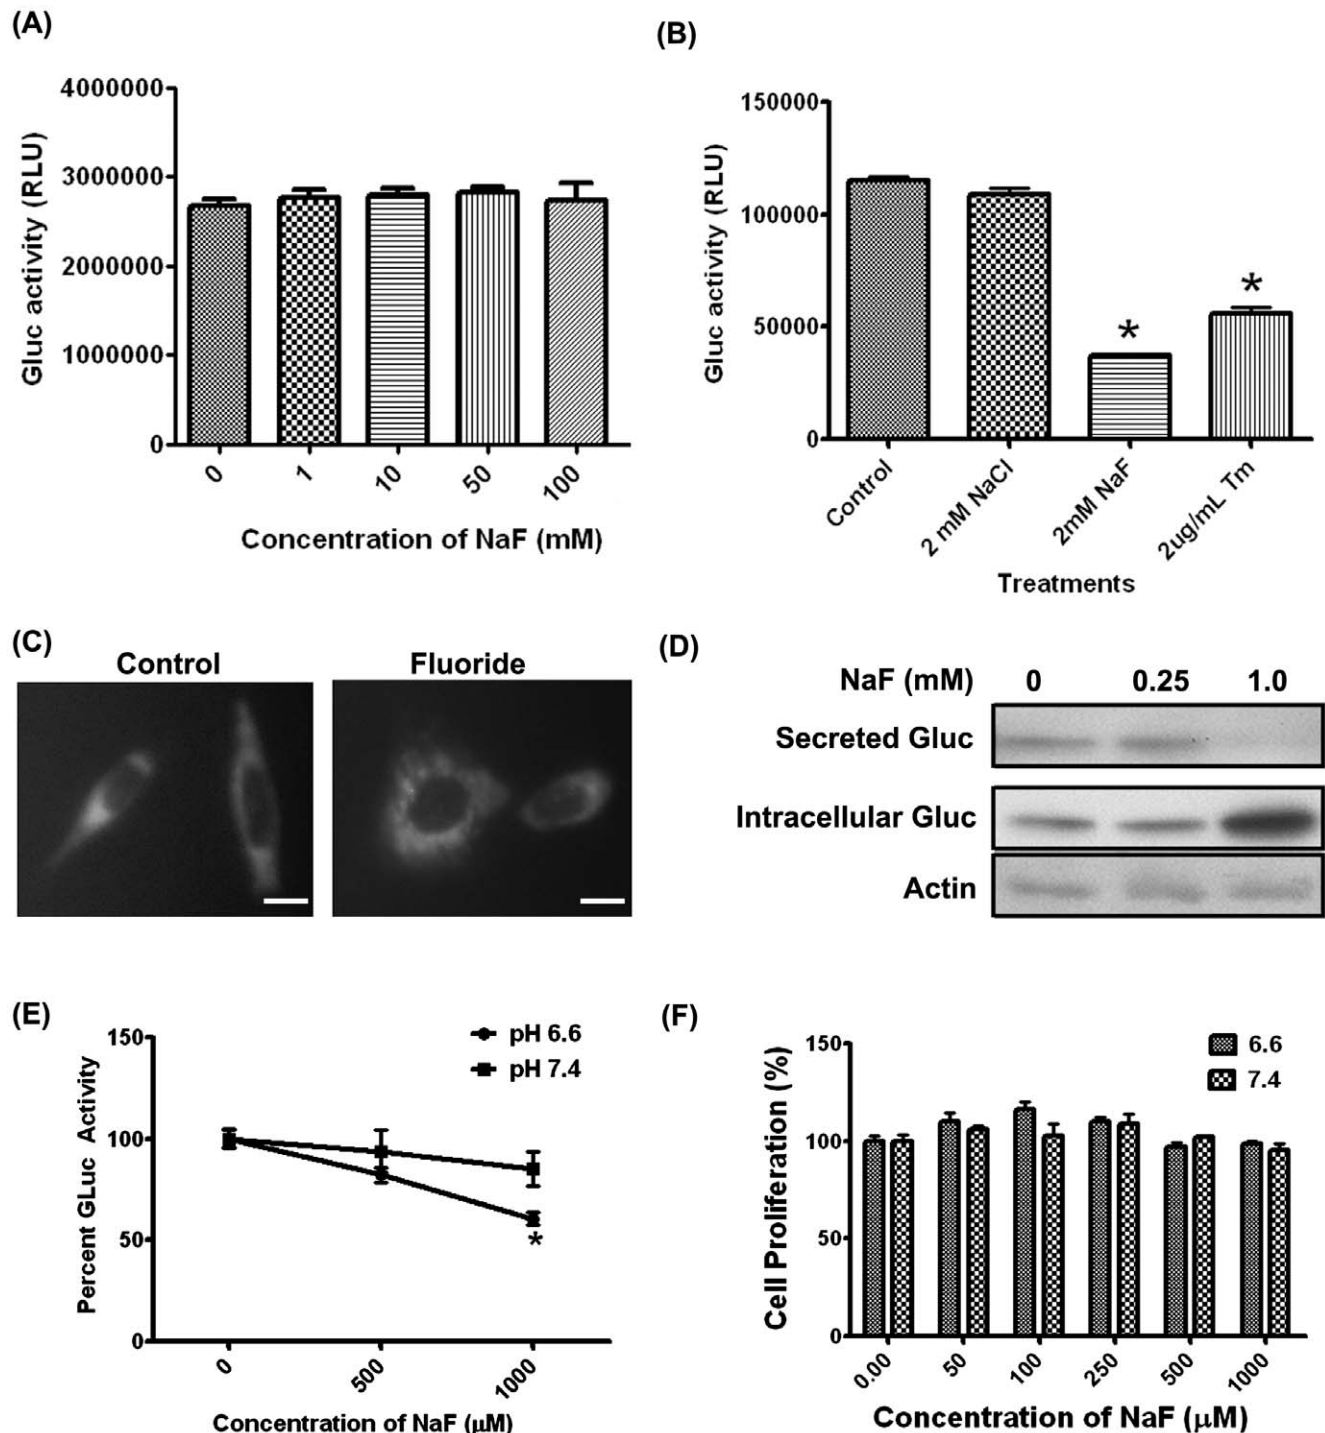 (A)
4000000
3000000
2000000
1000000
0
Gluc activity (RLU)
0
1
10
50
100
Concentration of NaF (mM)
(B)
150000
100000
50000
0
Gluc activity (RLU)
*
*
Control
2 mM NaCl
2mM NaF
2ug/mL Tm
Treatments
(C)
Control
Fluoride
(D)
NaF (mM) 0 0.25 1.0
Secreted Gluc
Intracellular Gluc
Actin
(E)
150
100
50
0
Percent GLuc Activity
pH 6.6
pH 7.4
*
0
500
1000
Concentration of NaF (µM)
(F)
150
100
50
0
Cell Proliferation (%)
6.6
7.4
0.00
50
100
250
500
1000
Concentration of NaF (µM)